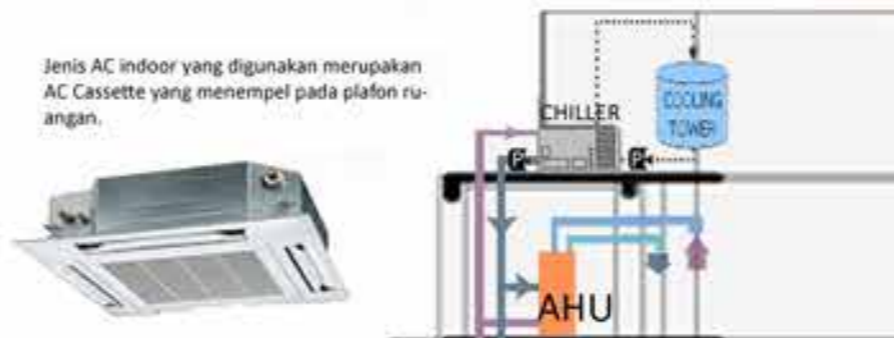 Jenis AC indoor yang digunakan merupakan
AC Cassette yang menempel pada plafon ru-
angan.
CHILLER
COOLING
TOWER
P
P
AHU